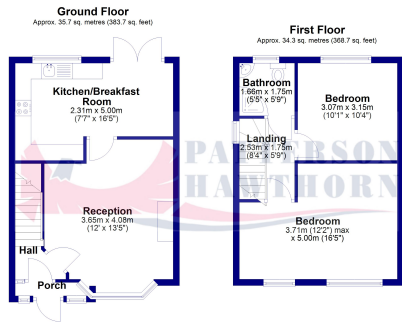 Ground Floor
Approx. 35.7 sq. metres (383.7 sq. feet)
Kitchen/Breakfast
Room
2.31m x 5.00m
(7'7" x 16'5")
Reception
3.65m x 4.08m
(12' x 13'5")
Hall
Porch
First Floor
Approx. 34.3 sq. metres (368.7 sq. feet)
Bathroom
1.66m x 1.75m
(5'5" x 5'9")
Bedroom
3.07m x 3.15m
(10'1" x 10'4")
Landing
2.53m x 1.75m
(8'4" x 5'9")
Bedroom
3.71m (12'2") max
x 5.00m (16'5")
PATTERSON
HAWTHORN